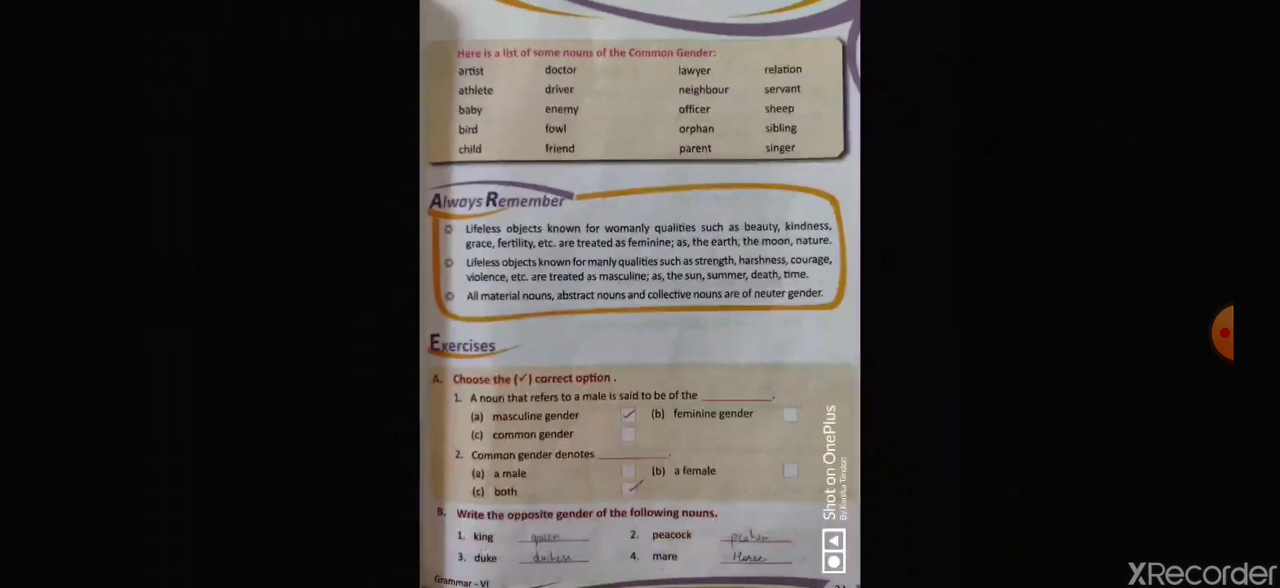 Here is a list of some nouns of the Common Gender:
artist doctor lawyer relation
athlete driver neighbour servant
baby enemy officer sheep
bird fowl orphan sibling
child friend parent singer
Always Remember
Lifeless objects known for womanly qualities such as beauty, kindness,
grace, fertility, etc. are treated as feminine; as, the earth, the moon, nature.
Lifeless objects known for manly qualities such as strength, harshness, courage,
violence, etc. are treated as masculine; as, the sun, summer, death, time.
All material nouns, abstract nouns and collective nouns are of neuter gender.
Exercises
A. Choose the (✓) correct option .
1. A noun that refers to a male is said to be of the ________.
(a) masculine gender ✓ (b) feminine gender
(c) common gender
2. Common gender denotes ________.
(a) a male (b) a female
(c) both ✓
B. Write the opposite gender of the following nouns.
1. king queen 2. peacock
3. duke 4. mare
Grammar - VI
Shot on OnePlus
XRecorder